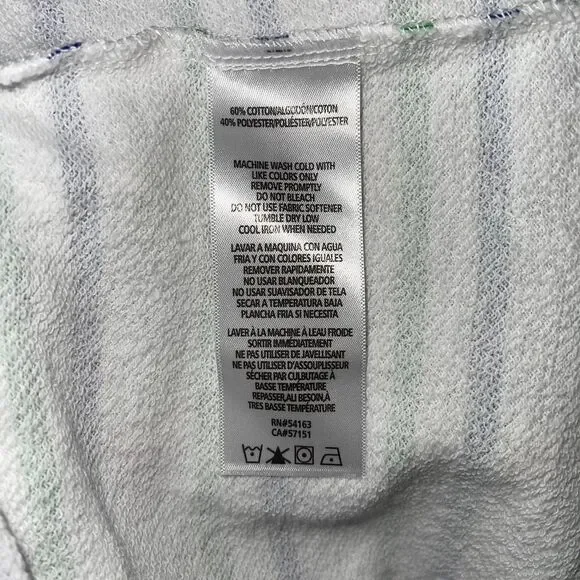 60% COTTON/ALGODÓN/COTON
40% POLYESTER/POLIÉSTER/POLYESTER
MACHINE WASH COLD WITH
LIKE COLORS ONLY
REMOVE PROMPTLY
DO NOT BLEACH
DO NOT USE FABRIC SOFTENER
TUMBLE DRY LOW
COOL IRON WHEN NEEDED
LAVAR A MAQUINA CON AGUA
FRIA Y CON COLORES IGUALES
REMOVER RAPIDAMENTE
NO USAR BLANQUEADOR
NO USAR SUAVISADOR DE TELA
SECAR A TEMPERATURA BAJA
PLANCHA FRIA SI NECESITA
LAVER À LA MACHINE À LEAU FROIDE
SORTIR IMMÉDIATEMENT
NE PAS UTILISER DE JAVELLISANT
NE PAS UTILISER D'ASSOUPLISSEUR
SÉCHER PAR CULBUTAGE À
BASSE TEMPÉRATURE
REPASSER,AU BESOIN,À
TRES BASSE TEMPÉRATURE
RN#54163
CA#57151